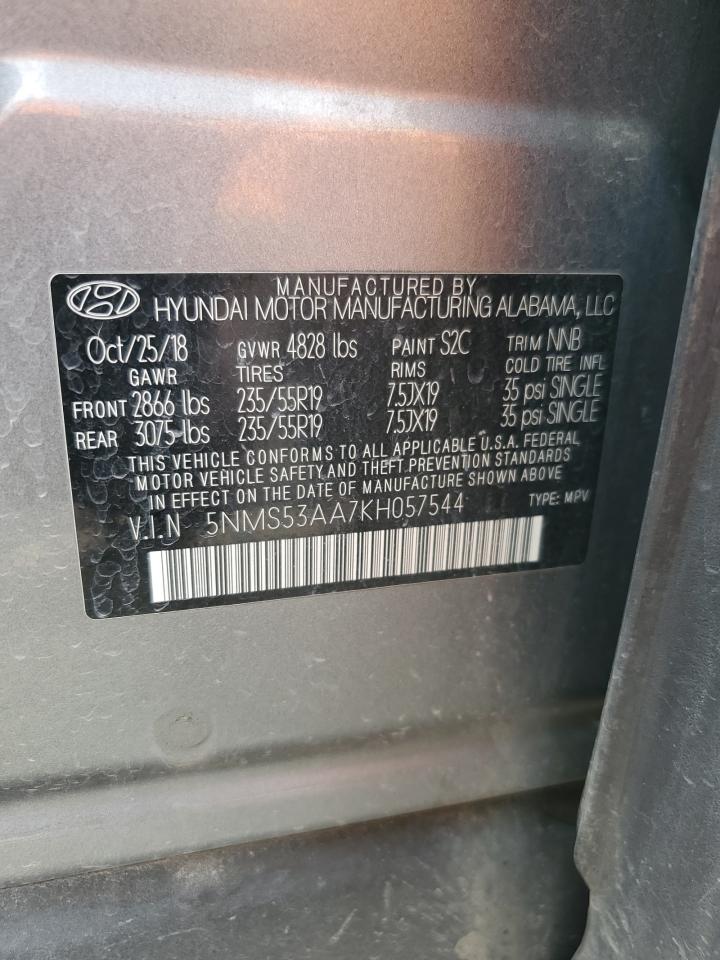 MANUFACTURED BY
HYUNDAI MOTOR MANUFACTURING ALABAMA, LLC
Oct/25/18 GVWR 4828 lbs PAINT S2C TRIM NNB
GAWR TIRES RIMS COLD TIRE INFL
FRONT 2866 lbs 235/55R19 7.5JX19 35 psi SINGLE
REAR 3075 lbs 235/55R19 7.5JX19 35 psi SINGLE
THIS VEHICLE CONFORMS TO ALL APPLICABLE U.S.A. FEDERAL
MOTOR VEHICLE SAFETY AND THEFT PREVENTION STANDARDS
IN EFFECT ON THE DATE OF MANUFACTURE SHOWN ABOVE
V.I.N 5NMS53AA7KH057544 TYPE: MPV